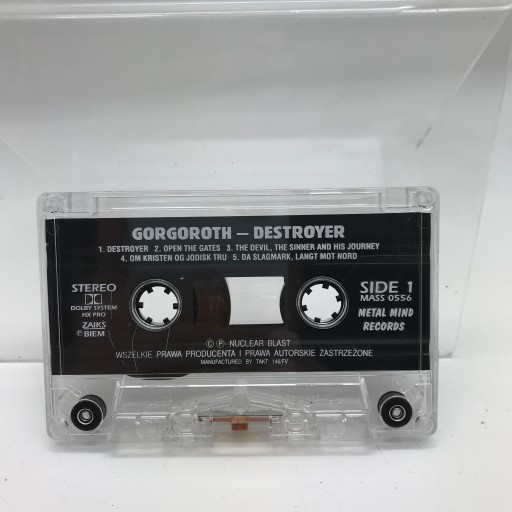 GORGOROTH — DESTROYER
1. DESTROYER 2. OPEN THE GATES 3. THE DEVIL, THE SINNER AND HIS JOURNEY
4. OM KRISTEN OG JODISK TRU 5. DA SLAGMARK, LANGT MOT NORD
STEREO
DOLBY SYSTEM
HX PRO
ZAIKS
℗BIEM
SIDE 1
MASS 0556
METAL MIND
RECORDS
©℗ NUCLEAR BLAST
WSZELKIE PRAWA PRODUCENTA I PRAWA AUTORSKIE ZASTRZEŻONE
MANUFACTURED BY TAKT 146/FV